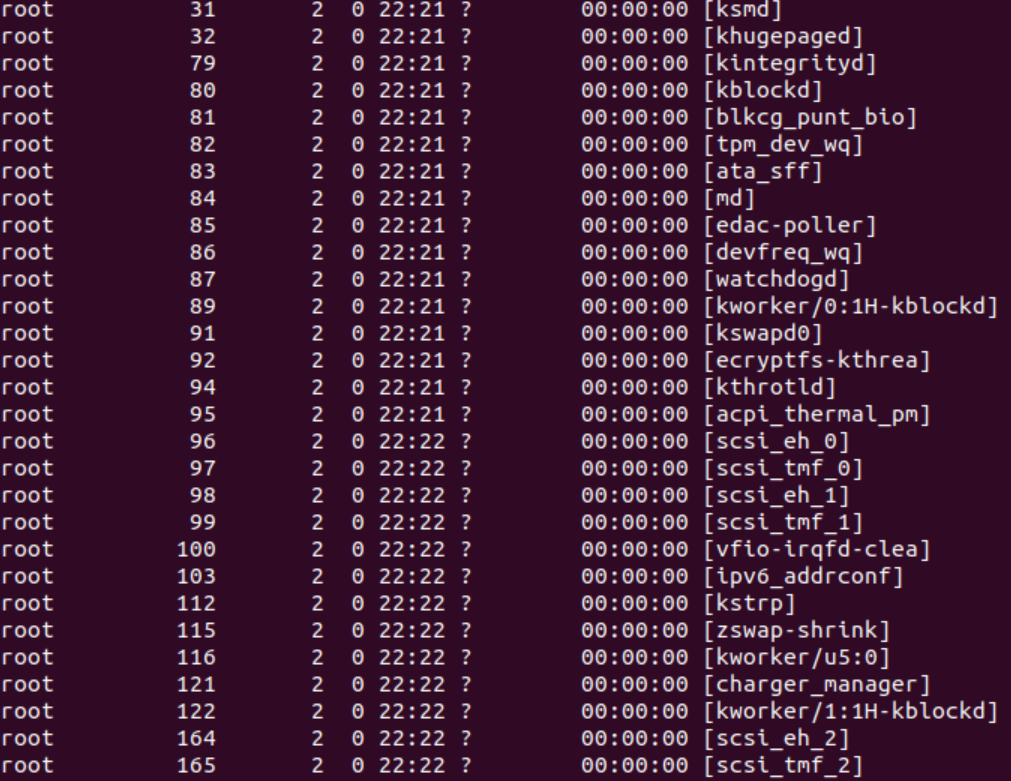 root 31 2 0 22:21 ? 00:00:00 [ksmd]
root 32 2 0 22:21 ? 00:00:00 [khugepaged]
root 79 2 0 22:21 ? 00:00:00 [kintegrityd]
root 80 2 0 22:21 ? 00:00:00 [kblockd]
root 81 2 0 22:21 ? 00:00:00 [blkcg_punt_bio]
root 82 2 0 22:21 ? 00:00:00 [tpm_dev_wq]
root 83 2 0 22:21 ? 00:00:00 [ata_sff]
root 84 2 0 22:21 ? 00:00:00 [md]
root 85 2 0 22:21 ? 00:00:00 [edac-poller]
root 86 2 0 22:21 ? 00:00:00 [devfreq_wq]
root 87 2 0 22:21 ? 00:00:00 [watchdogd]
root 89 2 0 22:21 ? 00:00:00 [kworker/0:1H-kblockd]
root 91 2 0 22:21 ? 00:00:00 [kswapd0]
root 92 2 0 22:21 ? 00:00:00 [ecryptfs-kthrea]
root 94 2 0 22:21 ? 00:00:00 [kthrotld]
root 95 2 0 22:21 ? 00:00:00 [acpi_thermal_pm]
root 96 2 0 22:22 ? 00:00:00 [scsi_eh_0]
root 97 2 0 22:22 ? 00:00:00 [scsi_tmf_0]
root 98 2 0 22:22 ? 00:00:00 [scsi_eh_1]
root 99 2 0 22:22 ? 00:00:00 [scsi_tmf_1]
root 100 2 0 22:22 ? 00:00:00 [vfio-irqfd-clea]
root 103 2 0 22:22 ? 00:00:00 [ipv6_addrconf]
root 112 2 0 22:22 ? 00:00:00 [kstrp]
root 115 2 0 22:22 ? 00:00:00 [zswap-shrink]
root 116 2 0 22:22 ? 00:00:00 [kworker/u5:0]
root 121 2 0 22:22 ? 00:00:00 [charger_manager]
root 122 2 0 22:22 ? 00:00:00 [kworker/1:1H-kblockd]
root 164 2 0 22:22 ? 00:00:00 [scsi_eh_2]
root 165 2 0 22:22 ? 00:00:00 [scsi_tmf_2]